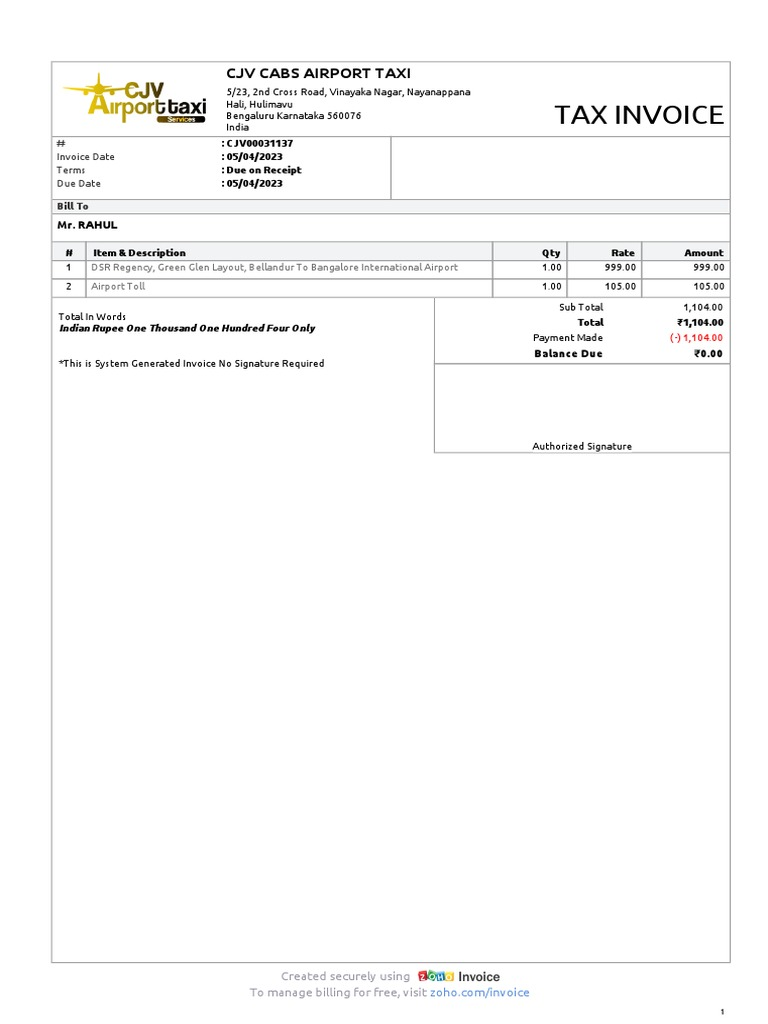 CJV
Airporttaxi
Services
CJV CABS AIRPORT TAXI
5/23, 2nd Cross Road, Vinayaka Nagar, Nayanappana
Hali, Hulimavu
Bengaluru Karnataka 560076
India
TAX INVOICE
# : CJV00031137
Invoice Date : 05/04/2023
Terms : Due on Receipt
Due Date : 05/04/2023
Bill To
Mr. RAHUL
# Item & Description Qty Rate Amount
1 DSR Regency, Green Glen Layout, Bellandur To Bangalore International Airport 1.00 999.00 999.00
2 Airport Toll 1.00 105.00 105.00
Total In Words
Indian Rupee One Thousand One Hundred Four Only
*This is System Generated Invoice No Signature Required
Sub Total 1,104.00
Total ₹1,104.00
Payment Made (-) 1,104.00
Balance Due ₹0.00
Authorized Signature
Created securely using ZOHO Invoice
To manage billing for free, visit zoho.com/invoice
1